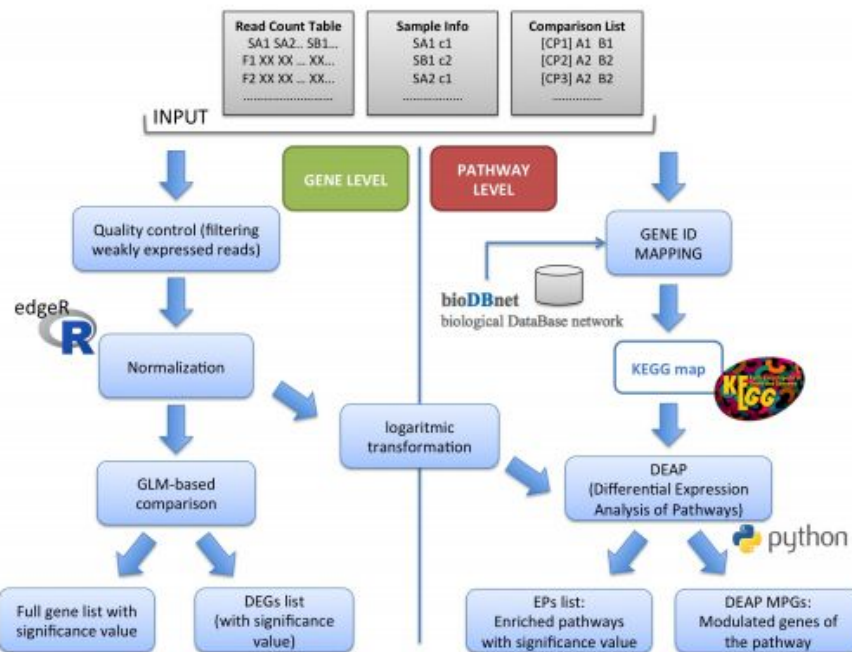 Read Count Table
SA1 SA2.. SB1...
F1 XX XX ... XX...
F2 XX XX ... XX...
..........................
Sample Info
SA1 c1
SB1 c2
SA2 c1
.................
Comparison List
[CP1] A1 B1
[CP2] A2 B2
[CP3] A2 B2
..............
INPUT
GENE LEVEL
PATHWAY
LEVEL
Quality control (filtering
weakly expressed reads)
GENE ID
MAPPING
bioDBnet
biological DataBase network
edgeR
R
Normalization
KEGG map
KEGG
logaritmic
transformation
GLM-based
comparison
DEAP
(Differential Expression
Analysis of Pathways)
python
Full gene list with
significance value
DEGs list
(with significance
value)
EPs list:
Enriched pathways
with significance value
DEAP MPGs:
Modulated genes of
the pathway